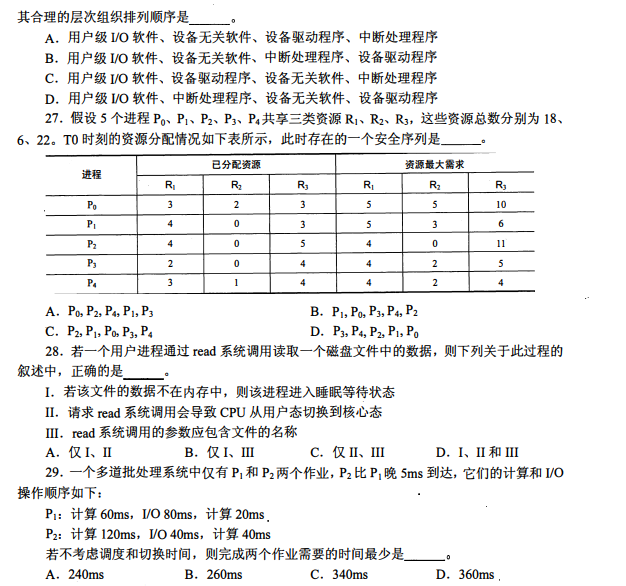 其合理的层次组织排列顺序是______。
A．用户级 I/O 软件、设备无关软件、设备驱动程序、中断处理程序
B．用户级 I/O 软件、设备无关软件、中断处理程序、设备驱动程序
C．用户级 I/O 软件、设备驱动程序、设备无关软件、中断处理程序
D．用户级 I/O 软件、中断处理程序、设备无关软件、设备驱动程序
27．假设 5 个进程 P₀、P₁、P₂、P₃、P₄ 共享三类资源 R₁、R₂、R₃，这些资源总数分别为 18、
6、22。T0 时刻的资源分配情况如下表所示，此时存在的一个安全序列是______。
进程 已分配资源 资源最大需求
R₁ R₂ R₃ R₁ R₂ R₃
P₀ 3 2 3 5 5 10
P₁ 4 0 3 5 3 6
P₂ 4 0 5 4 0 11
P₃ 2 0 4 4 2 5
P₄ 3 1 4 4 2 4
A．P₀, P₂, P₄, P₁, P₃ B．P₁, P₀, P₃, P₄, P₂
C．P₂, P₁, P₀, P₃, P₄ D．P₃, P₄, P₂, P₁, P₀
28．若一个用户进程通过 read 系统调用读取一个磁盘文件中的数据，则下列关于此过程的
叙述中，正确的是______。
I．若该文件的数据不在内存中，则该进程进入睡眠等待状态
II．请求 read 系统调用会导致 CPU 从用户态切换到核心态
III．read 系统调用的参数应包含文件的名称
A．仅 I、II B．仅 I、III C．仅 II、III D．I、II 和 III
29．一个多道批处理系统中仅有 P₁ 和 P₂ 两个作业，P₂ 比 P₁ 晚 5ms 到达，它们的计算和 I/O
操作顺序如下：
P₁：计算 60ms，I/O 80ms，计算 20ms
P₂：计算 120ms，I/O 40ms，计算 40ms
若不考虑调度和切换时间，则完成两个作业需要的时间最少是______。
A．240ms B．260ms C．340ms D．360ms